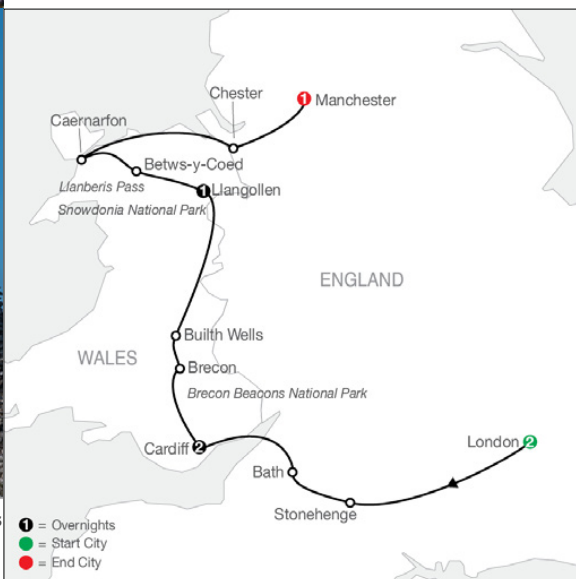 Chester
1 Manchester
Caernarfon
Betws-y-Coed
Llanberis Pass
1 Llangollen
Snowdonia National Park
ENGLAND
Builth Wells
WALES
Brecon
Brecon Beacons National Park
Cardiff 2
London 2
Bath
Stonehenge
s
1 = Overnights
= Start City
= End City